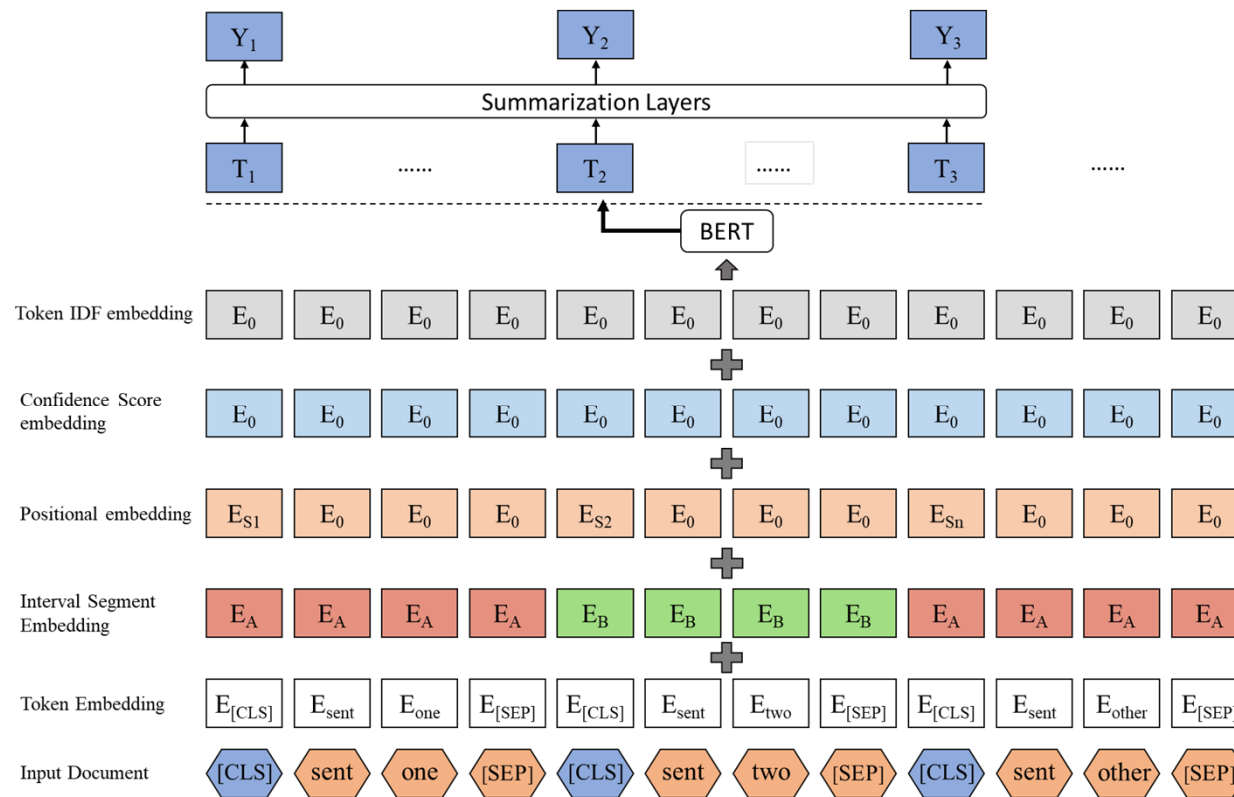 Y1 Y2 Y3
Summarization Layers
T1 ...... T2 ...... T3 ......
BERT
Token IDF embedding E0 E0 E0 E0 E0 E0 E0 E0 E0 E0 E0 E0
Confidence Score
embedding
E0 E0 E0 E0 E0 E0 E0 E0 E0 E0 E0 E0
Positional embedding ES1 E0 E0 E0 ES2 E0 E0 E0 ESn E0 E0 E0
Interval Segment
Embedding
EA EA EA EA EB EB EB EB EA EA EA EA
Token Embedding E[CLS] Esent Eone E[SEP] E[CLS] Esent Etwo E[SEP] E[CLS] Esent Eother E[SEP]
Input Document [CLS] sent one [SEP] [CLS] sent two [SEP] [CLS] sent other [SEP]